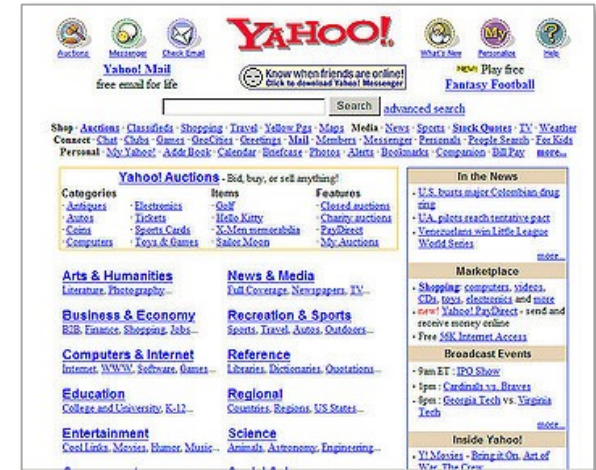 Auctions Messenger Check Email YAHOO! What's New Personalize Help
My
Yahoo! Mail
free email for life
Know when friends are online!
Click to download Yahoo! Messenger
NEW! Play free
Fantasy Football
Search advanced search
Shop - Auctions · Classifieds · Shopping · Travel · Yellow Pgs · Maps Media · News · Sports · Stock Quotes · TV · Weather
Connect · Chat · Clubs · Games · GeoCities · Greetings · Mail · Members · Messenger · Personals · People Search · For Kids
Personal · My Yahoo! · Addr Book · Calendar · Briefcase · Photos · Alerts · Bookmarks · Companion · Bill Pay more...
Yahoo! Auctions - Bid, buy, or sell anything!
Categories Items Features
· Antiques · Electronics · Golf · Closed auctions
· Autos · Tickets · Hello Kitty · Charity auctions
· Coins · Sports Cards · X-Men memorabilia · PayDirect
· Computers · Toys & Games · Sailor Moon · My Auctions
Arts & Humanities
Literature, Photography...
News & Media
Full Coverage, Newspapers, TV...
Business & Economy
B2B, Finance, Shopping, Jobs...
Recreation & Sports
Sports, Travel, Autos, Outdoors...
Computers & Internet
Internet, WWW, Software, Games...
Reference
Libraries, Dictionaries, Quotations...
Education
College and University, K-12...
Regional
Countries, Regions, US States...
Entertainment
Cool Links, Movies, Humor, Music...
Science
Animals, Astronomy, Engineering...
In the News
· U.S. busts major Colombian drug
ring
· UA, pilots reach tentative pact
· Venezuelans win Little League
World Series
more...
Marketplace
· Shopping: computers, videos,
CDs, toys, electronics and more
· new! Yahoo! PayDirect - send and
receive money online
· Free 56K Internet Access
Broadcast Events
· 9am ET : IPO Show
· 1pm : Cardinals vs. Braves
· 8pm : Georgia Tech vs. Virginia
Tech
more...
Inside Yahoo!
· Y! Movies - Bring it On, Art of
War, The Crew